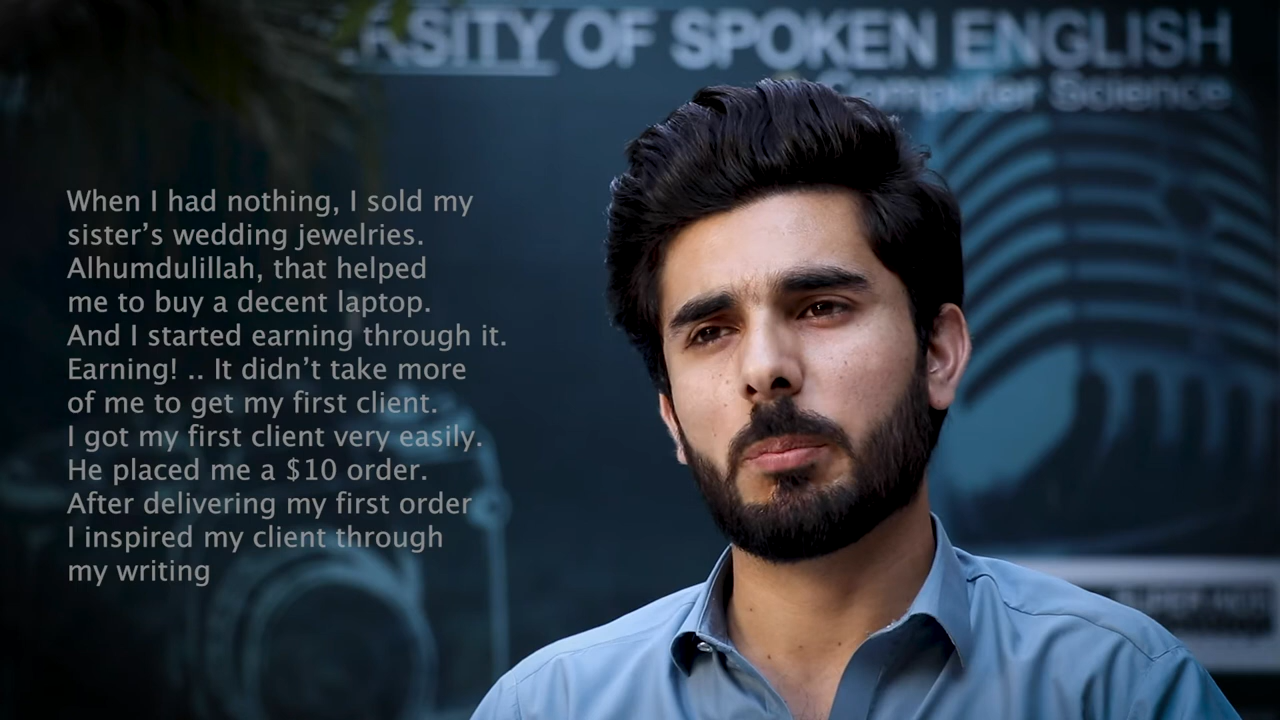 OF SPOKEN ENGLISH
Computer Science
When I had nothing, I sold my
sister's wedding jewelries.
Alhumdulillah, that helped
me to buy a decent laptop.
And I started earning through it.
Earning! .. It didn't take more
of me to get my first client.
I got my first client very easily.
He placed me a $10 order.
After delivering my first order
I inspired my client through
my writing